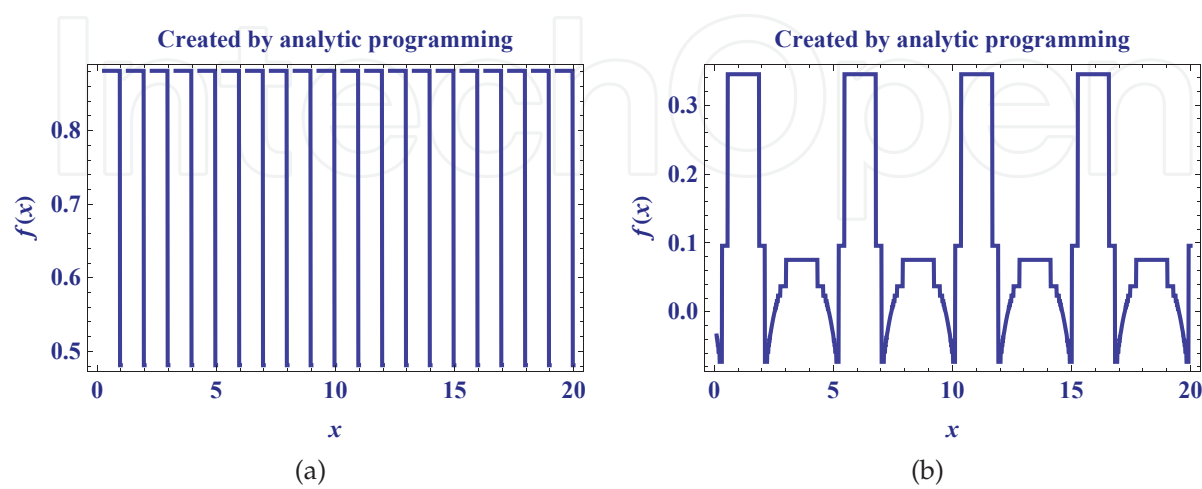 IntechOpen
Created by analytic programming
0.8
0.7
0.6
0.5
f(x)
0 5 10 15 20
x
(a)
Created by analytic programming
0.3
0.2
0.1
0.0
f(x)
0 5 10 15 20
x
(b)